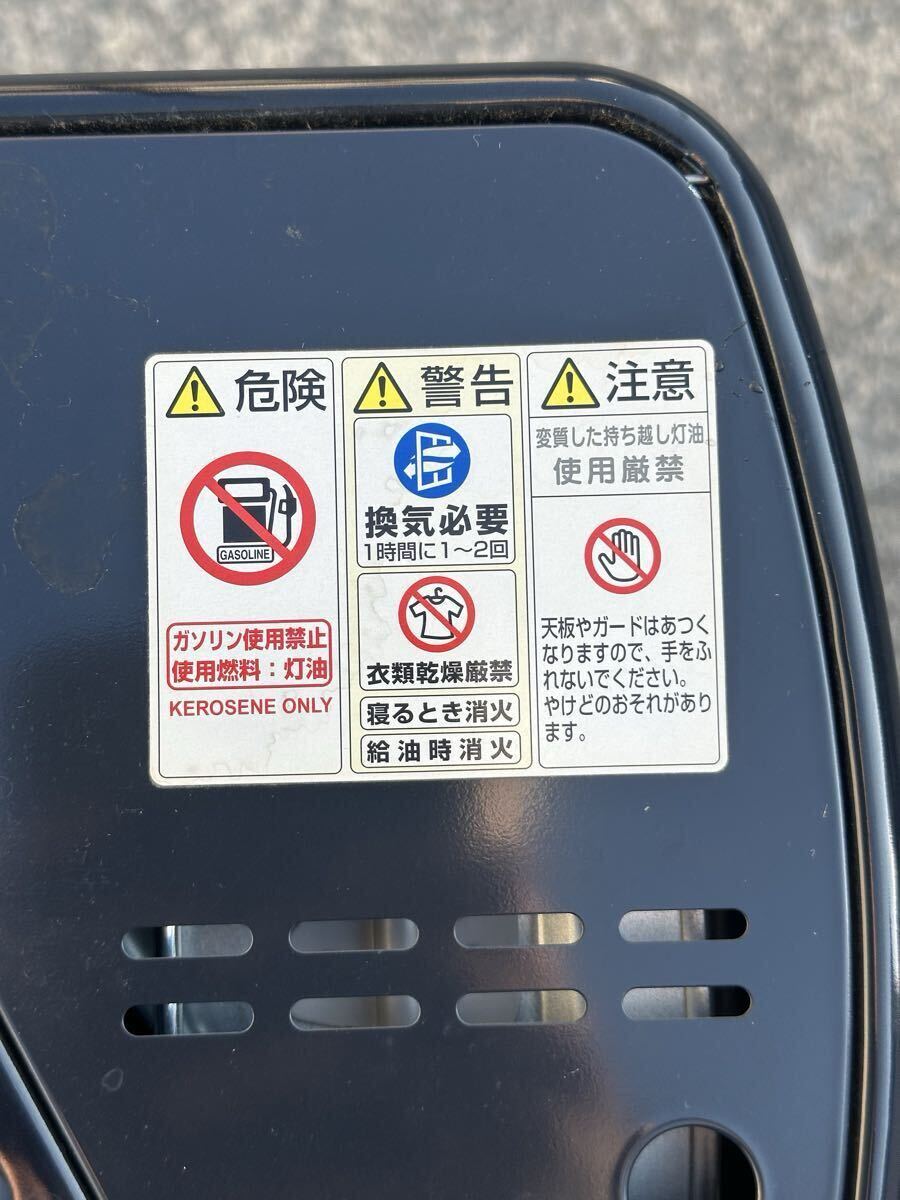 危険
GASOLINE
ガソリン使用禁止
使用燃料：灯油
KEROSENE ONLY
警告
換気必要
1時間に1～2回
衣類乾燥厳禁
寝るとき消火
給油時消火
注意
変質した持ち越し灯油
使用厳禁
天板やガードはあつく
なりますので、手をふ
れないでください。
やけどのおそれがあり
ます。